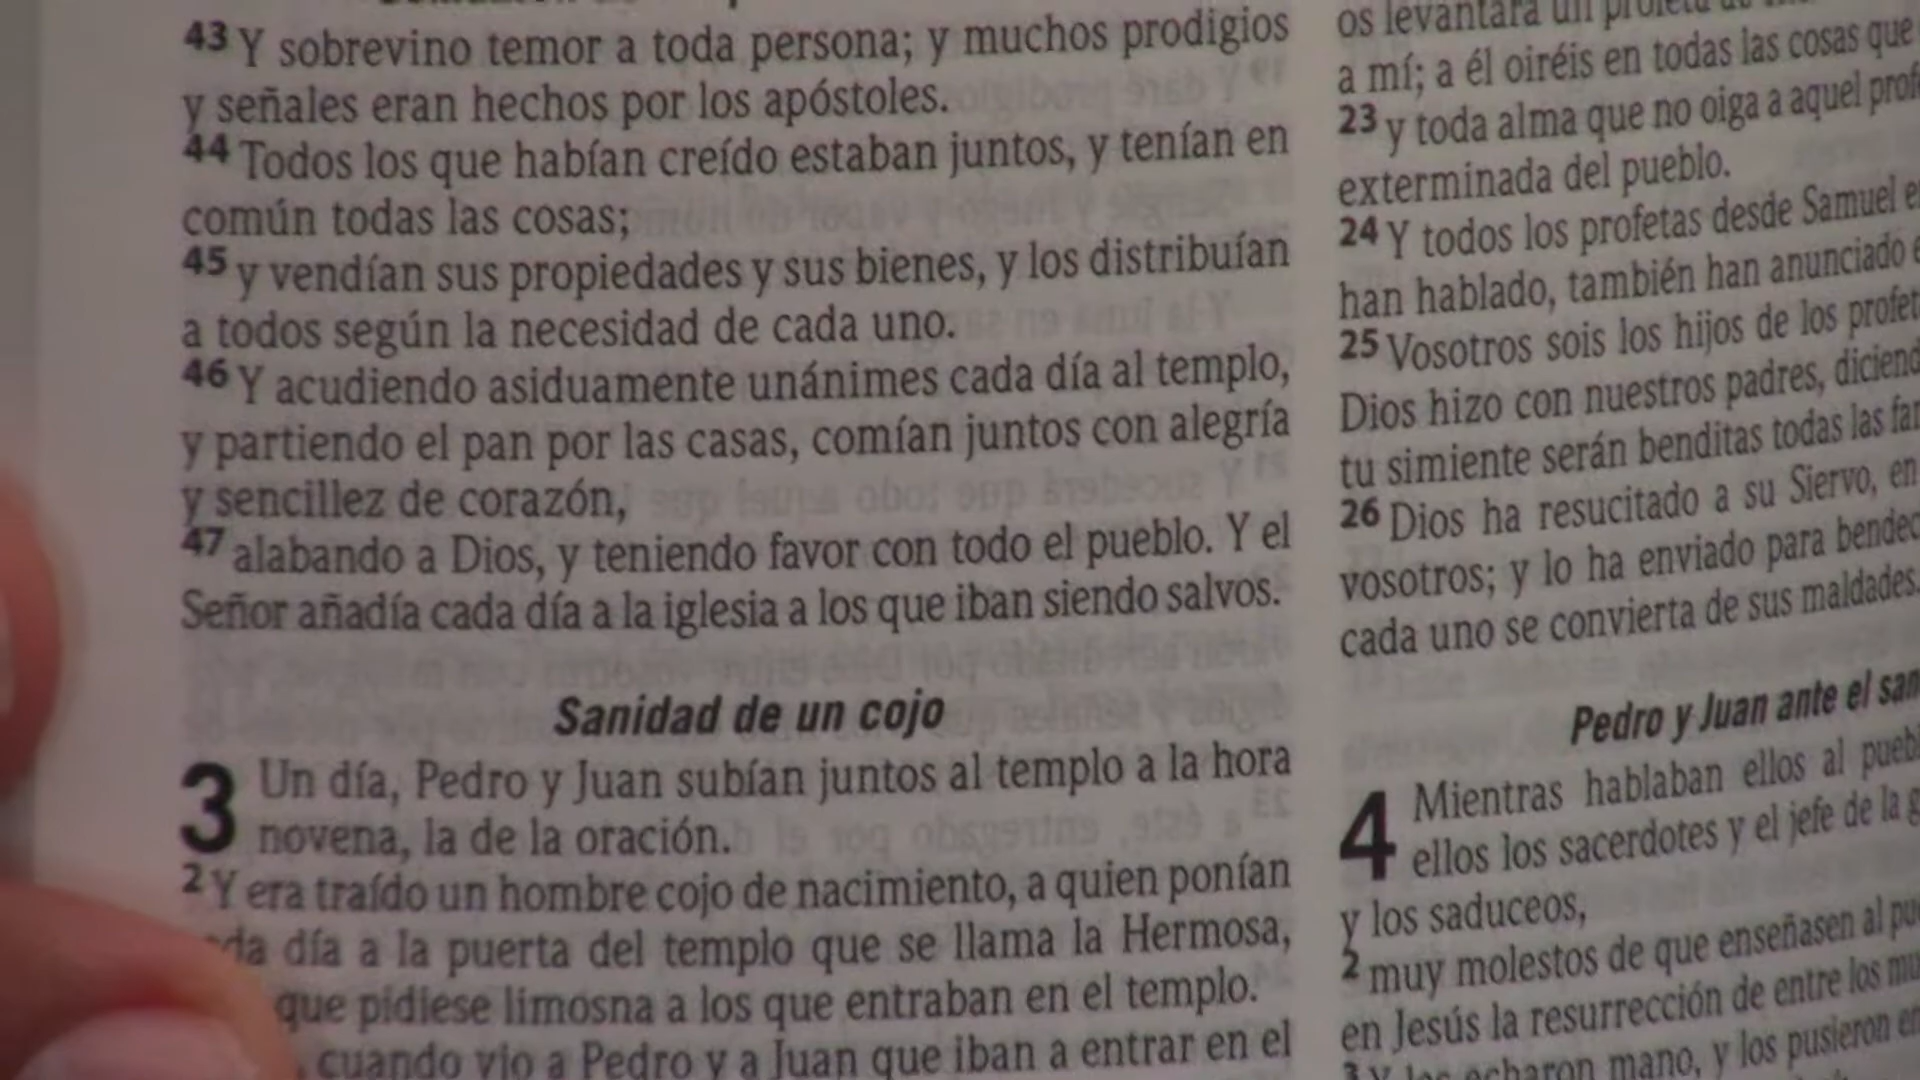 43 Y sobrevino temor a toda persona; y muchos prodigios
y señales eran hechos por los apóstoles.
44 Todos los que habían creído estaban juntos, y tenían en
común todas las cosas;
45 y vendían sus propiedades y sus bienes, y los distribuían
a todos según la necesidad de cada uno.
46 Y acudiendo asiduamente unánimes cada día al templo,
y partiendo el pan por las casas, comían juntos con alegría
y sencillez de corazón,
47 alabando a Dios, y teniendo favor con todo el pueblo. Y el
Señor añadía cada día a la iglesia a los que iban siendo salvos.
Sanidad de un cojo
3 Un día, Pedro y Juan subían juntos al templo a la hora
novena, la de la oración.
2 Y era traído un hombre cojo de nacimiento, a quien ponían
día a la puerta del templo que se llama la Hermosa,
que pidiese limosna a los que entraban en el templo.
cuando vio a Pedro y a Juan que iban a entrar en el
os levantará un
a mí; a él oiréis en todas las cosas que
23 y toda alma que no oiga a aquel
exterminada del pueblo.
24 Y todos los profetas desde Samuel
han hablado, también han anunciado
25 Vosotros sois los hijos de los
Dios hizo con nuestros padres,
tu simiente serán benditas todas las
26 Dios ha resucitado a su Siervo, en
vosotros; y lo ha enviado para
cada uno se convierta de sus maldades.
Pedro y Juan ante el
4 Mientras hablaban ellos al
ellos los sacerdotes y el jefe de la
y los saduceos,
2 muy molestos de que enseñasen al
en Jesús la resurrección de entre los
3 Y les echaron mano, y los pusieron